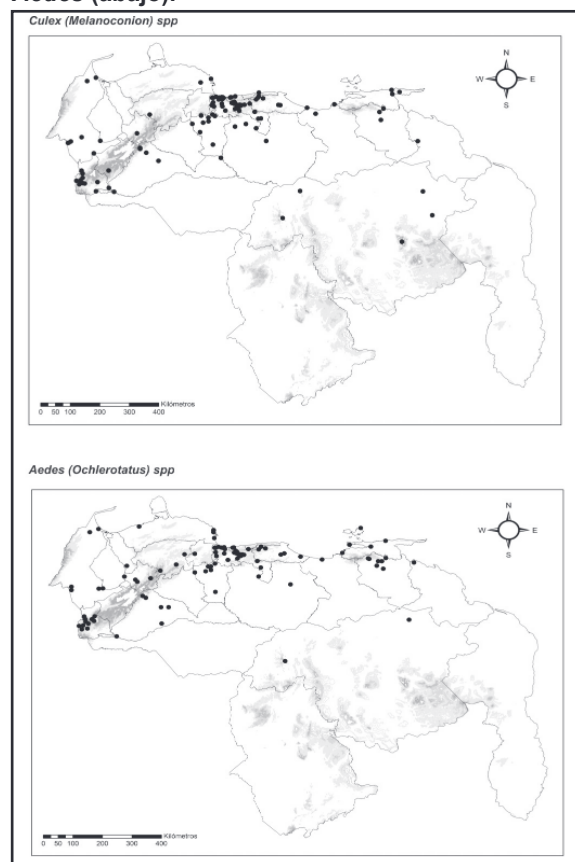 Aedes (abajo).
Culex (Melanoconion) spp
N
W E
S
Kilómetros
0 50 100 200 300 400
Aedes (Ochlerotatus) spp
N
W E
S
Kilómetros
0 50 100 200 300 400